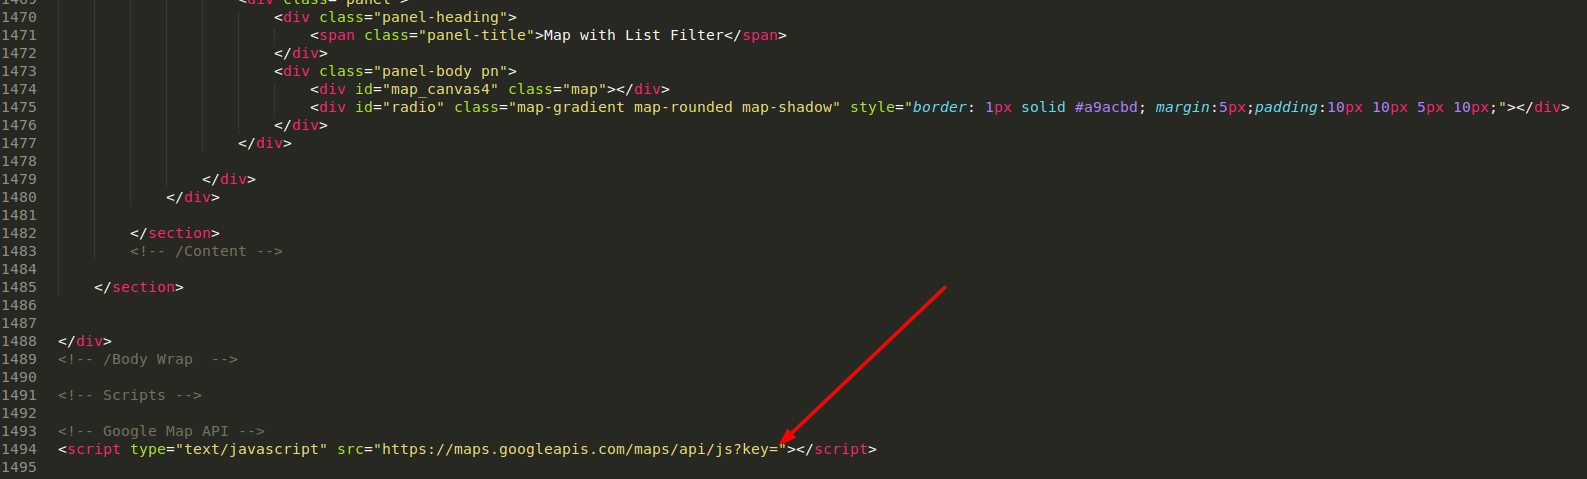 1469 <div class="panel">
1470 <div class="panel-heading">
1471 <span class="panel-title">Map with List Filter</span>
1472 </div>
1473 <div class="panel-body pn">
1474 <div id="map_canvas4" class="map"></div>
1475 <div id="radio" class="map-gradient map-rounded map-shadow" style="border: 1px solid #a9acbd; margin:5px;padding:10px 10px 5px 10px;"></div>
1476 </div>
1477 </div>
1478
1479 </div>
1480 </div>
1481
1482 </section>
1483 <!-- /Content -->
1484
1485 </section>
1486
1487
1488 </div>
1489 <!-- /Body Wrap  -->
1490
1491 <!-- Scripts -->
1492
1493 <!-- Google Map API -->
1494 <script type="text/javascript" src="https://maps.googleapis.com/maps/api/js?key="></script>
1495